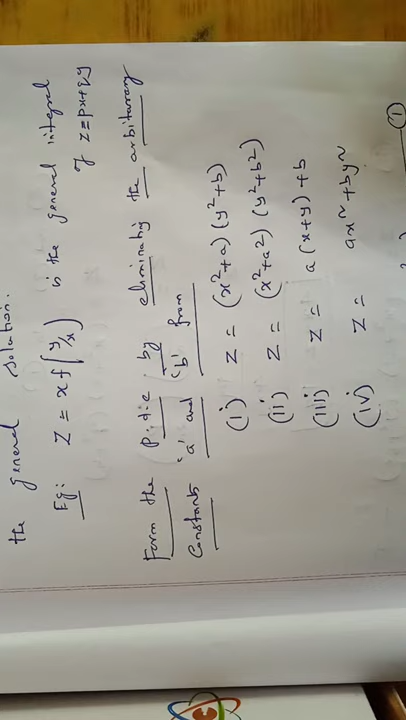 the general solution.
Eg: Z = x f(y/x) is the general integral
of z = px+qy
Form the P.d.e by eliminating the arbitrary
Constants 'a' and 'b' from
(i) Z = (x²+a) (y²+b)
(ii) Z = (x²+a²) (y²+b²)
(iii) Z = a(x+y)+b
(iv) Z = ax² + by²
①